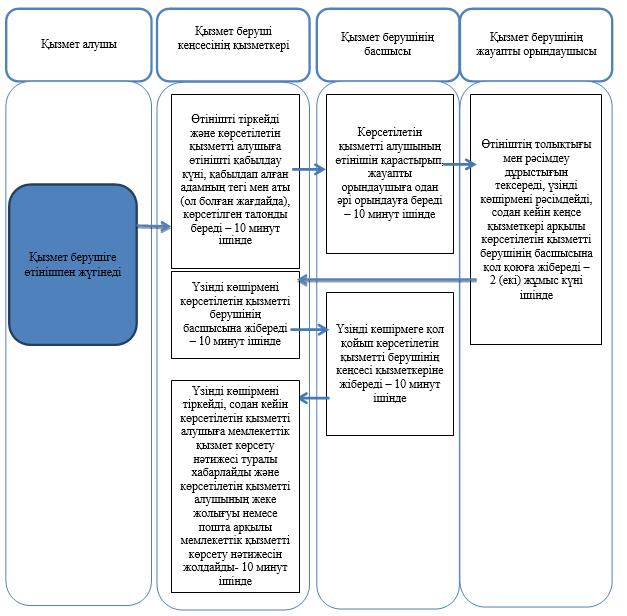 Қызмет алушы
Қызмет беруші
кеңсесінің қызметкері
Қызмет берушінің
басшысы
Қызмет берушінің
жауапты орындаушысы
Қызмет берушіге
өтінішпен жүгінеді
Өтінішті тіркейді
және көрсетілетін
қызметті алушыға
өтінішті қабылдау
күні, қабылдап алған
адамның тегі мен аты
(ол болған жағдайда),
көрсетілген талонды
береді – 10 минут
ішінде
Көрсетілетін
қызметті алушының
өтінішін қарастырып,
жауапты
орындаушыға одан
әрі орындауға береді
– 10 минут ішінде
Өтініштің толықтығы
мен рәсімдеу
дұрыстығын
тексереді, үзінді
көшірмені рәсімдейді,
содан кейін кеңсе
қызметкері арқылы
көрсетілетін қызметті
берушінің басшысына
қол қоюға жібереді –
2 (екі) жұмыс күні
ішінде
Үзінді көшірмені
көрсетілетін қызметті
берушінің
басшысына жібереді
– 10 минут ішінде
Үзінді көшірмеге қол
қойып көрсетілетін
қызметті берушінің
кеңсесі қызметкеріне
жібереді – 10 минут
ішінде
Үзінді көшірмені
тіркейді, содан кейін
көрсетілетін қызметті
алушыға мемлекеттік
қызмет көрсету
нәтижесі туралы
хабарлайды және
көрсетілетін қызметті
алушының жеке
жолығуы немесе
пошта арқылы
мемлекеттік қызметті
көрсету нәтижесін
жолдайды- 10 минут
ішінде